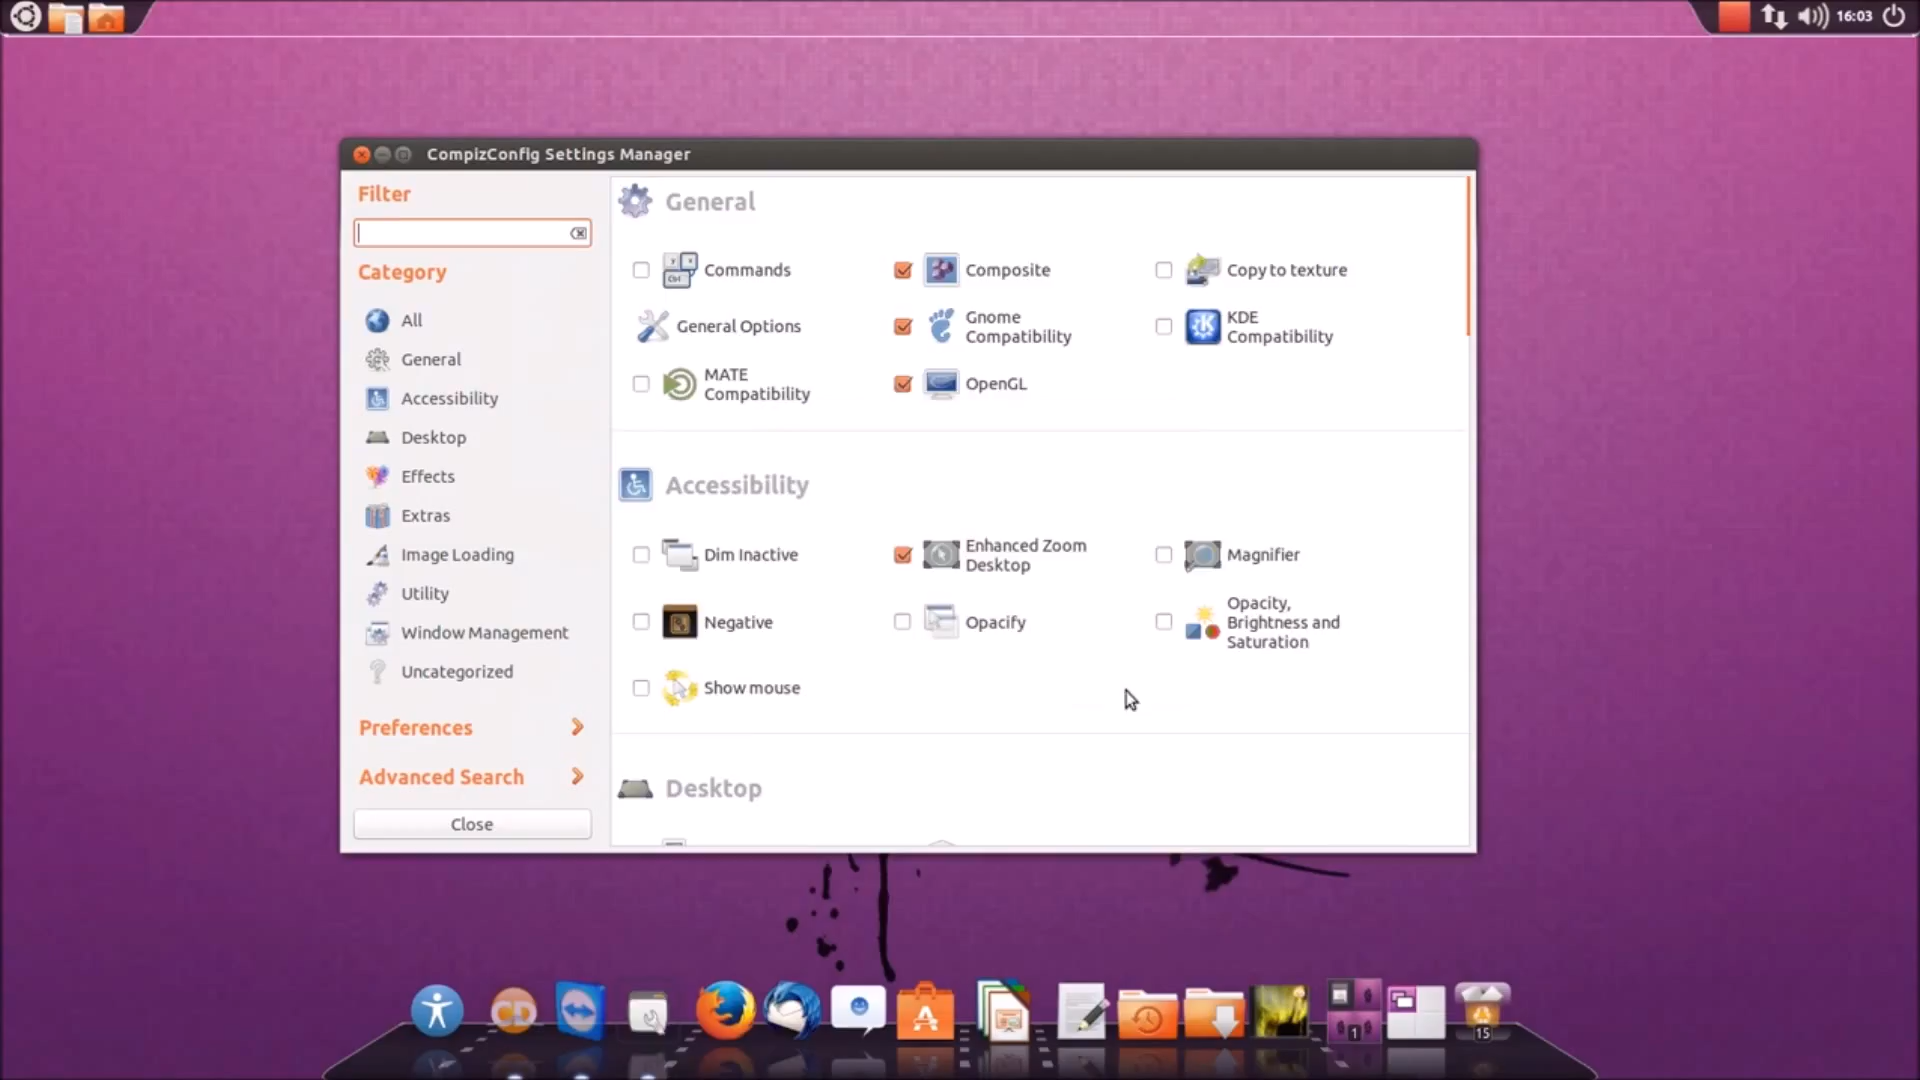 16:03
CompizConfig Settings Manager
Filter
Category
All
General
Accessibility
Desktop
Effects
Extras
Image Loading
Utility
Window Management
Uncategorized
Preferences
Advanced Search
Close
General
Commands
Composite
Copy to texture
General Options
Gnome
Compatibility
KDE
Compatibility
MATE
Compatibility
OpenGL
Accessibility
Dim Inactive
Enhanced Zoom
Desktop
Magnifier
Negative
Opacify
Opacity,
Brightness and
Saturation
Show mouse
Desktop
1
15